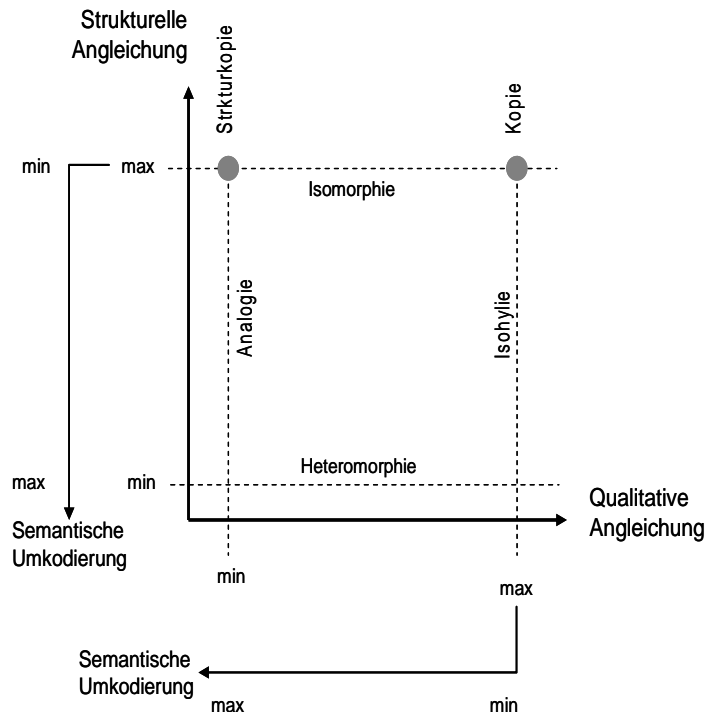 Strukturelle
Angleichung
Strkturkopie
Kopie
min
max
Isomorphie
Analogie
Isohylie
Heteromorphie
max
min
Qualitative
Angleichung
Semantische
Umkodierung
min
max
Semantische
Umkodierung
max
min